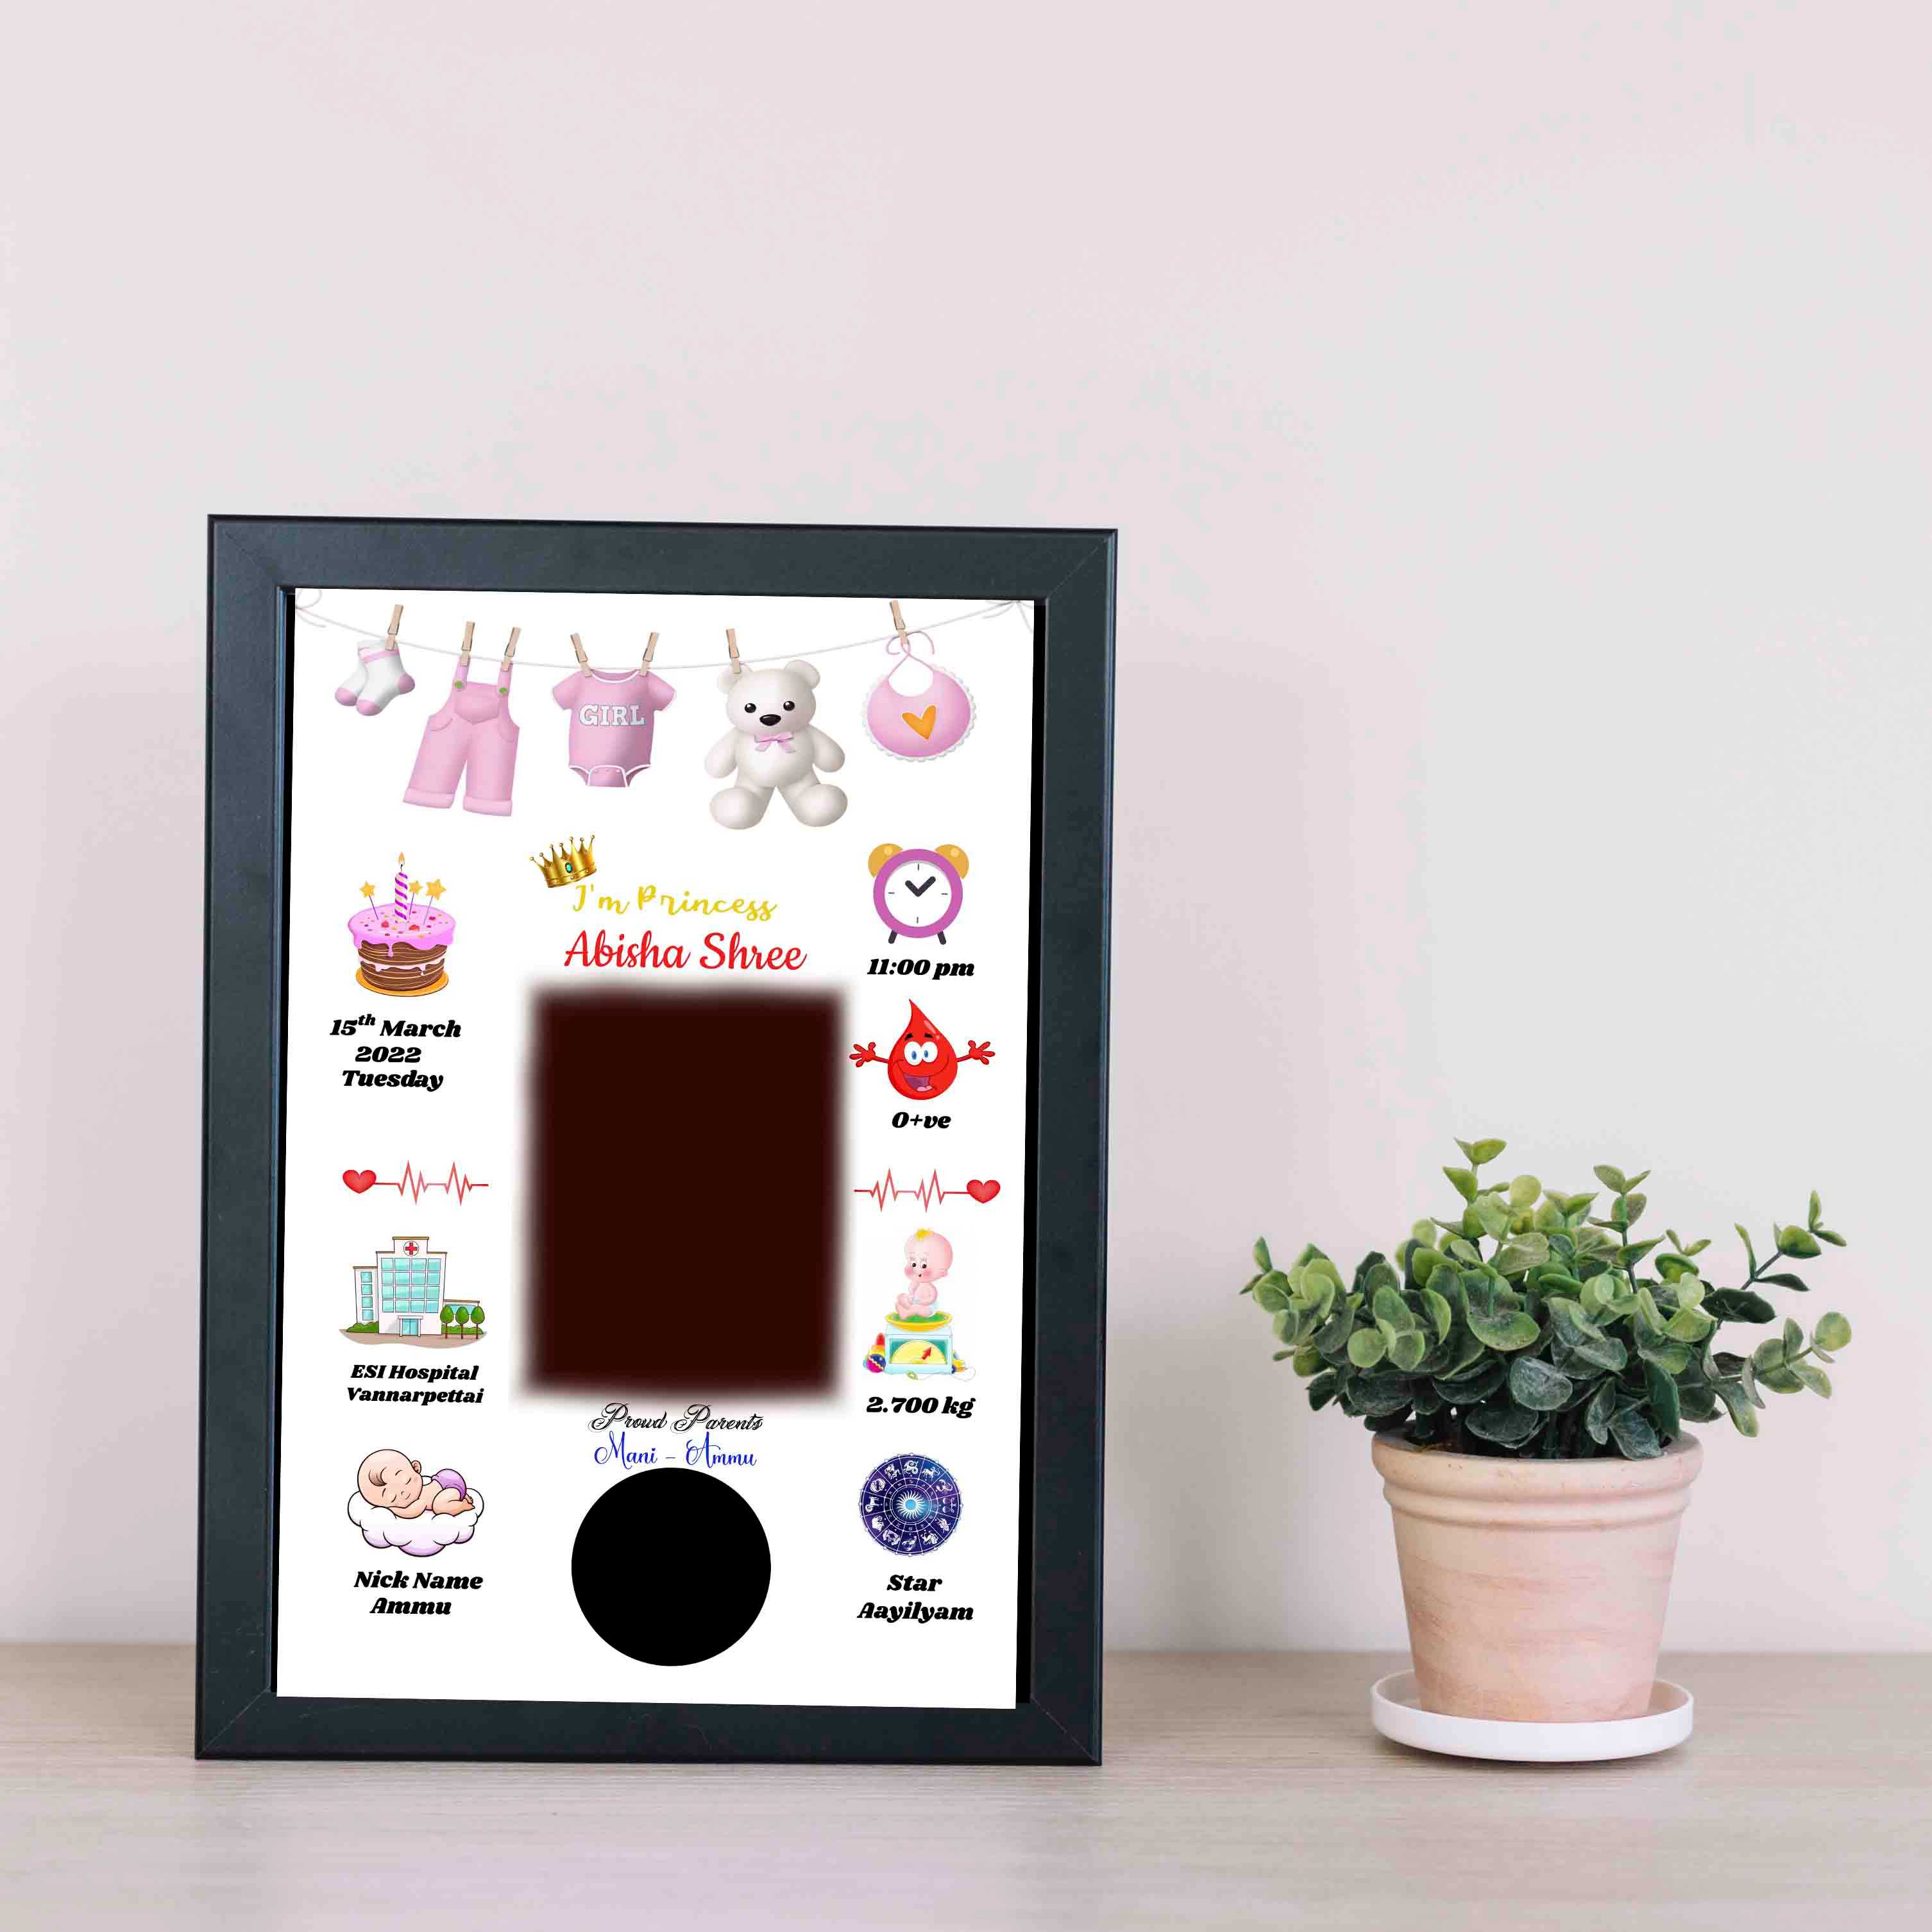 GIRL
I'm Princess
Abisha Shree
15th March
2022
Tuesday
11:00 pm
O+ve
ESI Hospital
Vannarpettai
2.700 kg
Proud Parents
Mani - Ammu
Nick Name
Ammu
Star
Aayilyam